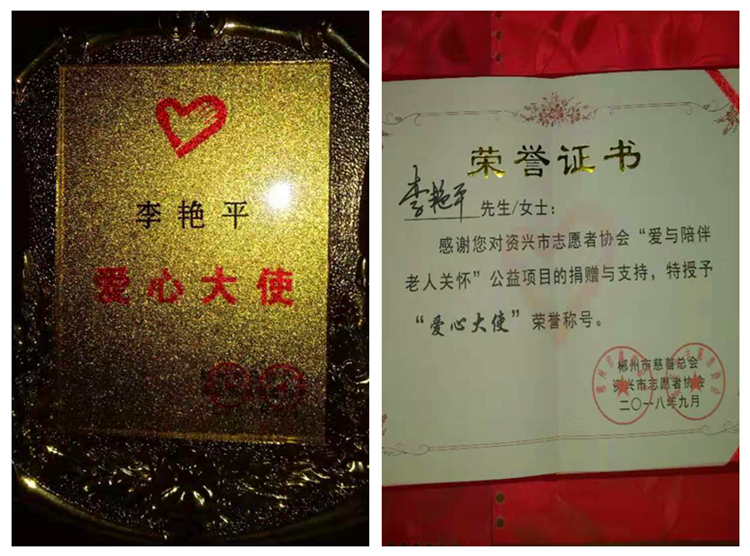 李艳平
爱心大使
荣誉证书
李艳平 先生/女士：
感谢您对资兴市志愿者协会“爱与陪伴
老人关怀”公益项目的捐赠与支持，特授予
“爱心大使”荣誉称号。
郴州市慈善总会
资兴市志愿者协会
二〇一八年九月